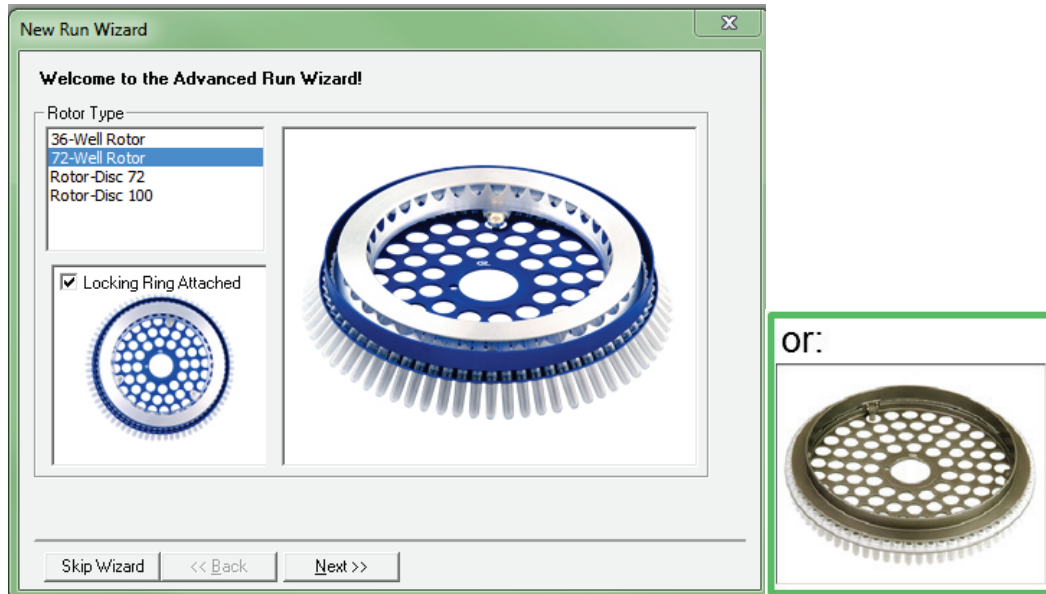 New Run Wizard
Welcome to the Advanced Run Wizard!
Rotor Type
36-Well Rotor
72-Well Rotor
Rotor-Disc 72
Rotor-Disc 100
Locking Ring Attached
or:
Skip Wizard
<< Back
Next >>